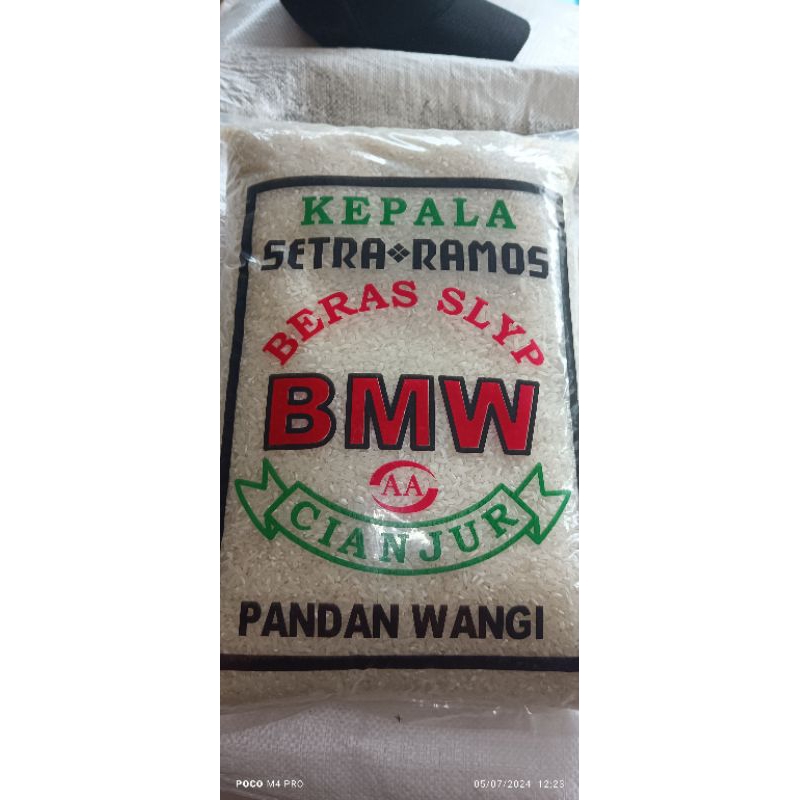 KEPALA
SETRA❖RAMOS
BERAS SLYP
BMW
AA
CIANJUR
PANDAN WANGI
POCO M4 PRO
05/07/2024 12:23